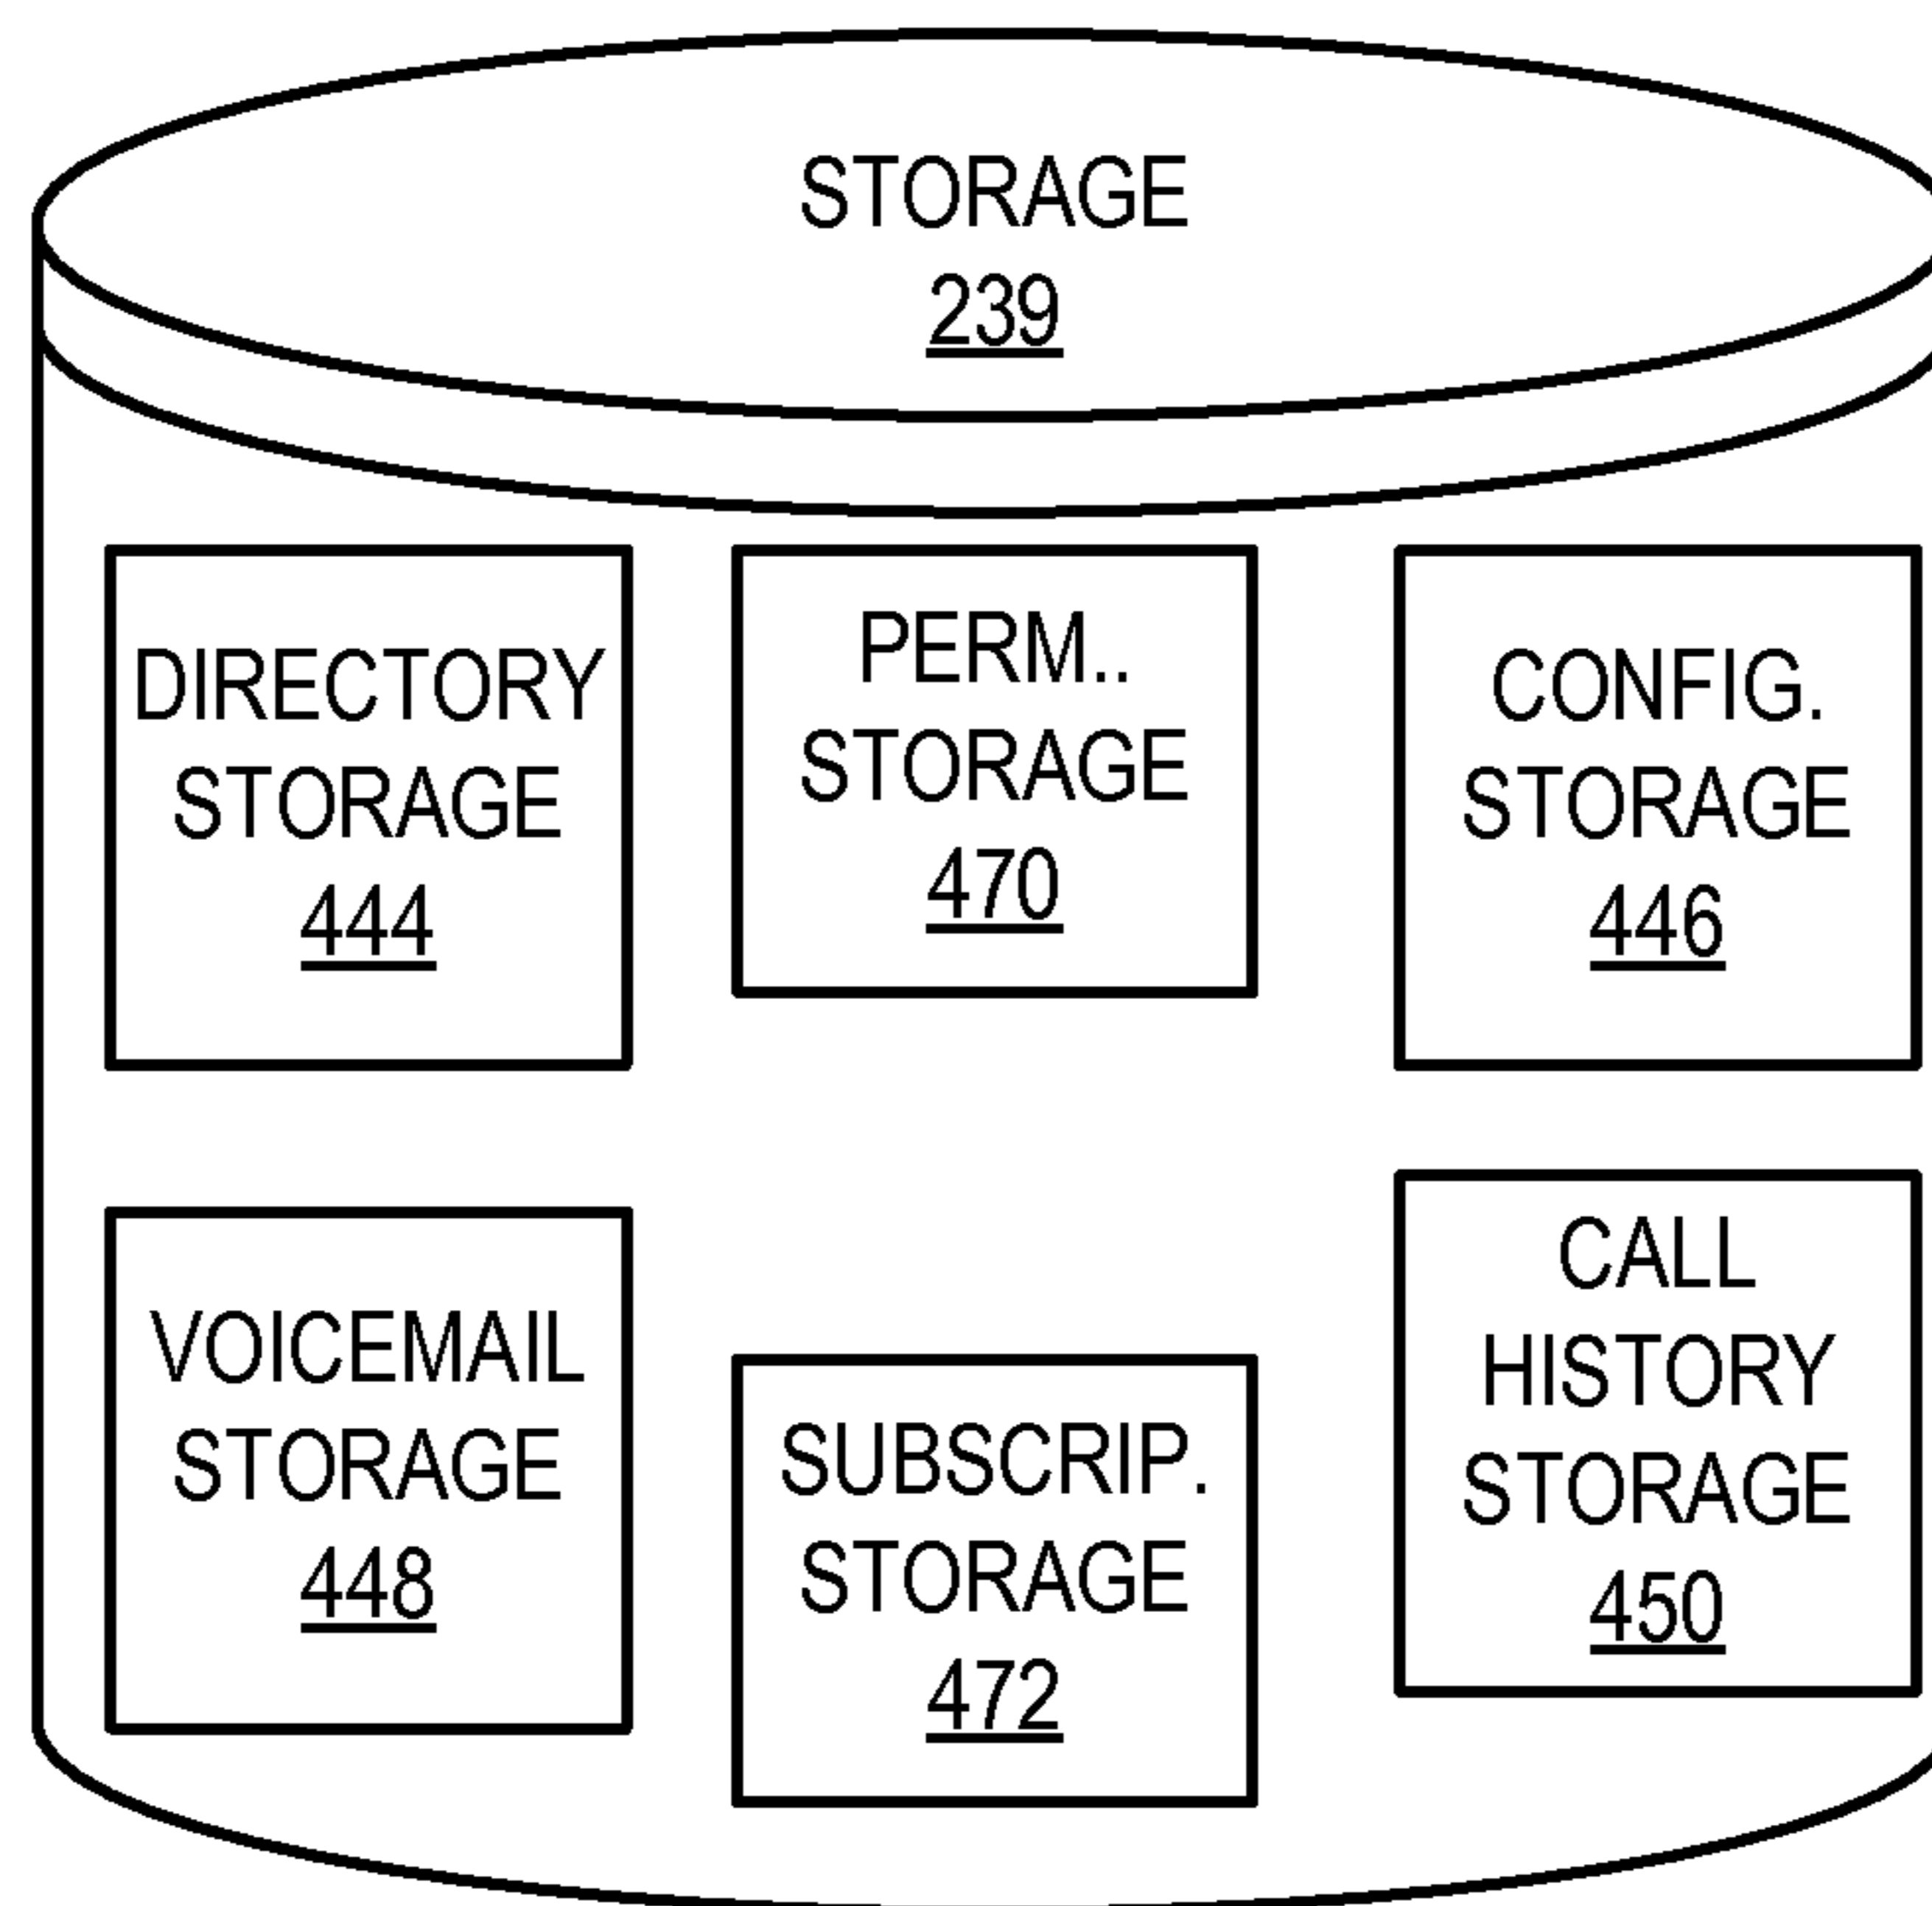 STORAGE
239
DIRECTORY
STORAGE
444
PERM..
STORAGE
470
CONFIG.
STORAGE
446
VOICEMAIL
STORAGE
448
SUBSCRIP.
STORAGE
472
CALL
HISTORY
STORAGE
450